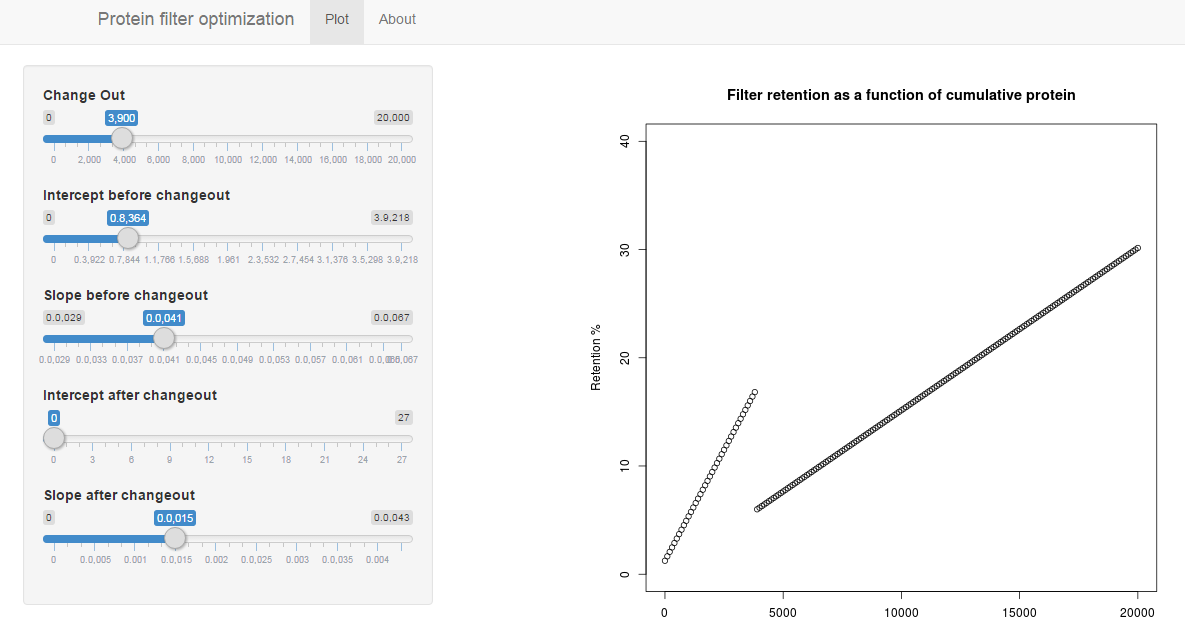 Protein filter optimization Plot About
Change Out
0 3,900 20,000
0 2,000 4,000 6,000 8,000 10,000 12,000 14,000 16,000 18,000 20,000
Intercept before changeout
0 0.8,364 3.9,218
0 0.3,922 0.7,844 1.1,766 1.5,688 1.961 2.3,532 2.7,454 3.1,376 3.5,298 3.9,218
Slope before changeout
0.0,029 0.0,041 0.0,067
0.0,029 0.0,033 0.0,037 0.0,041 0.0,045 0.0,049 0.0,053 0.0,057 0.0,061 0.0,067
Intercept after changeout
0 27
0 3 6 9 12 15 18 21 24 27
Slope after changeout
0 0.0,015 0.0,043
0 0.0,005 0.001 0.0,015 0.002 0.0,025 0.003 0.0,035 0.004
Filter retention as a function of cumulative protein
Retention %
40
30
20
10
0
0 5000 10000 15000 20000